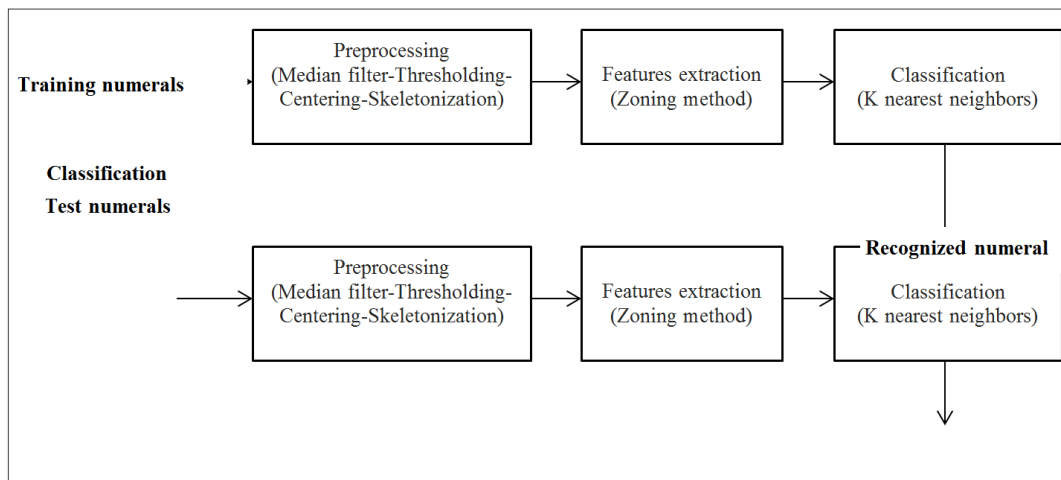 Training numerals
Preprocessing
(Median filter-Thresholding-
Centering-Skeletonization)
Features extraction
(Zoning method)
Classification
(K nearest neighbors)
Classification
Test numerals
Preprocessing
(Median filter-Thresholding-
Centering-Skeletonization)
Features extraction
(Zoning method)
Recognized numeral
Classification
(K nearest neighbors)